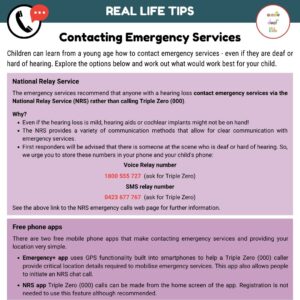 REAL LIFE TIPS
Contacting Emergency Services
Children can learn from a young age how to contact emergency services - even if they are deaf or
hard of hearing. Explore the options below and work out what would work best for your child.
National Relay Service
The emergency services recommend that anyone with a hearing loss contact emergency services via the
National Relay Service (NRS) rather than calling Triple Zero (000).
Why?
• Even if the hearing loss is mild, hearing aids or cochlear implants might not be on hand!
• The NRS provides a variety of communication methods that allow for clear communication with
emergency services.
• First responders will be advised that there is someone at the scene who is deaf or hard of hearing. So,
we urge you to store these numbers in your phone and your child's phone:
Voice Relay number
1800 555 727 (ask for Triple Zero)
SMS relay number
0423 677 767 (ask for Triple Zero)
See the above link to the NRS emergency calls web page for further information.
Free phone apps
There are two free mobile phone apps that make contacting emergency services and providing your
location very simple.
• Emergency+ app uses GPS functionality built into smartphones to help a Triple Zero (000) caller
provide critical location details required to mobilise emergency services. This app also allows people
to initiate an NRS chat call.
• NRS app Triple Zero (000) calls can be made from the home screen of the app. Registration is not
needed to use this feature although recommended.